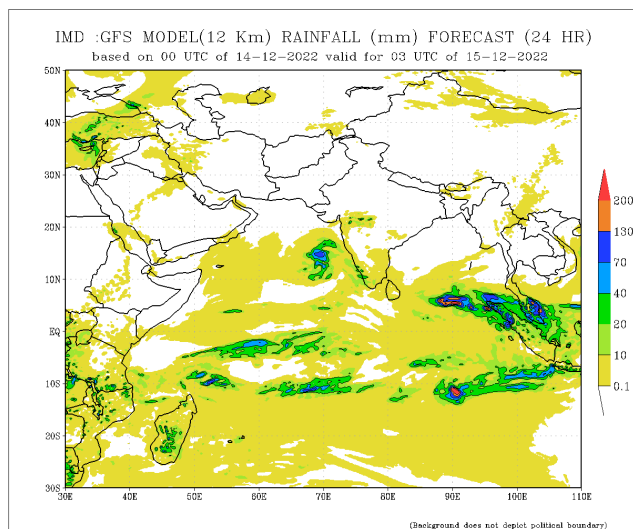 IMD :GFS MODEL(12 Km) RAINFALL (mm) FORECAST (24 HR)
based on 00 UTC of 14-12-2022 valid for 03 UTC of 15-12-2022
50N
40N
30N
20N
10N
EQ
10S
20S
30S
30E 40E 50E 60E 70E 80E 90E 100E 110E
200
130
70
40
20
10
0.1
(Background does not depict political boundary)